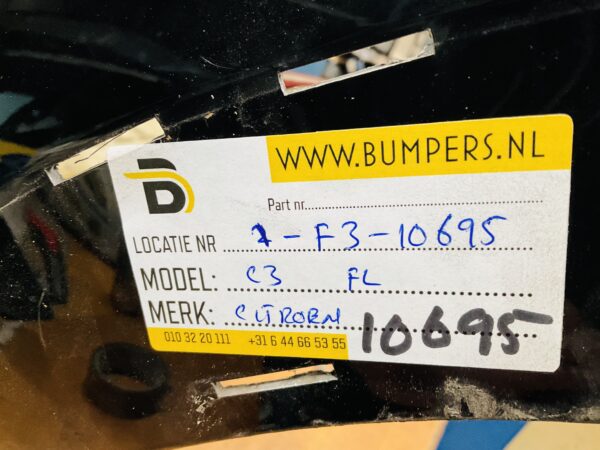 WWW.BUMPERS.NL
Part nr.
LOCATIE NR 1-F3-10695
MODEL: C3 FL
MERK: CITROEN
010 32 20 111 +31 6 44 66 53 55
10695